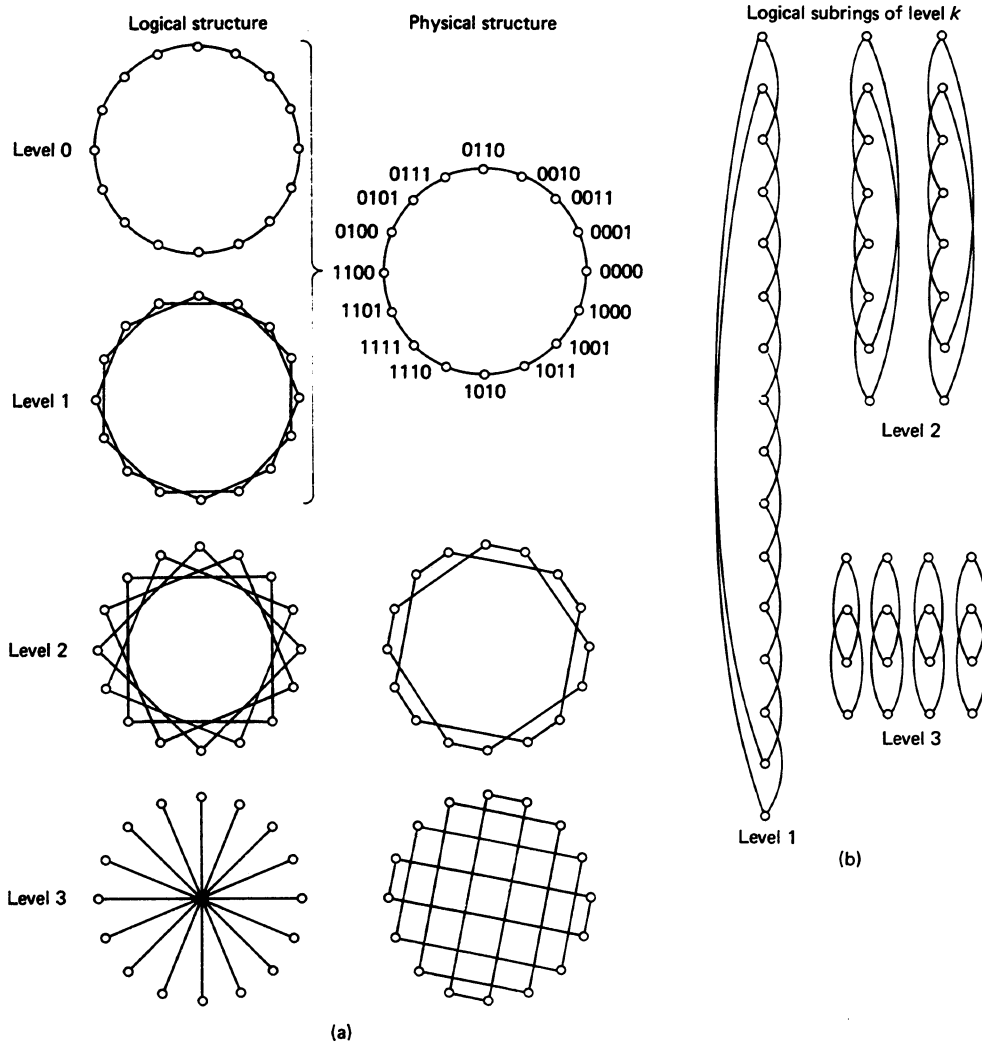 Logical structure
Physical structure
Logical subrings of level k
Level 0
0110
0111
0010
0101
0011
0100
0001
1100
0000
1101
1000
1111
1001
1110
1011
1010
Level 1
Level 2
Level 3
(a)
Level 2
Level 3
Level 1
(b)